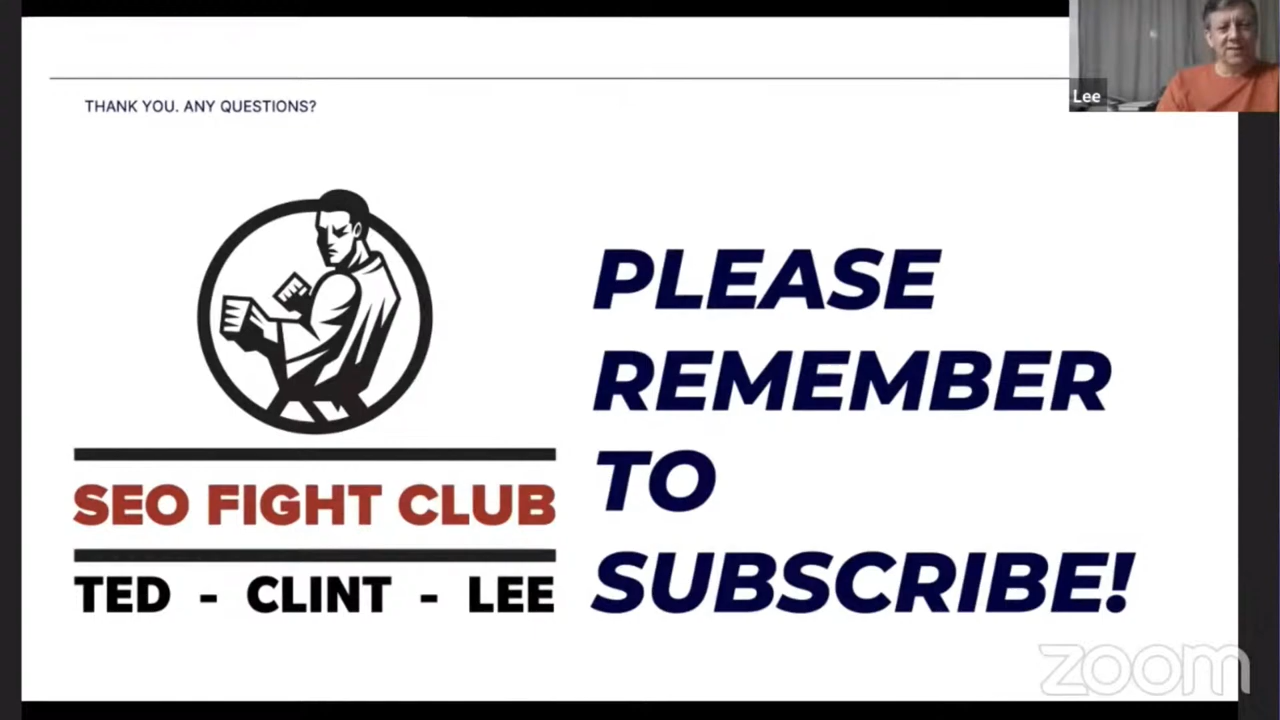 THANK YOU. ANY QUESTIONS?
Lee
PLEASE
REMEMBER
TO
SUBSCRIBE!
SEO FIGHT CLUB
TED - CLINT - LEE
zoom